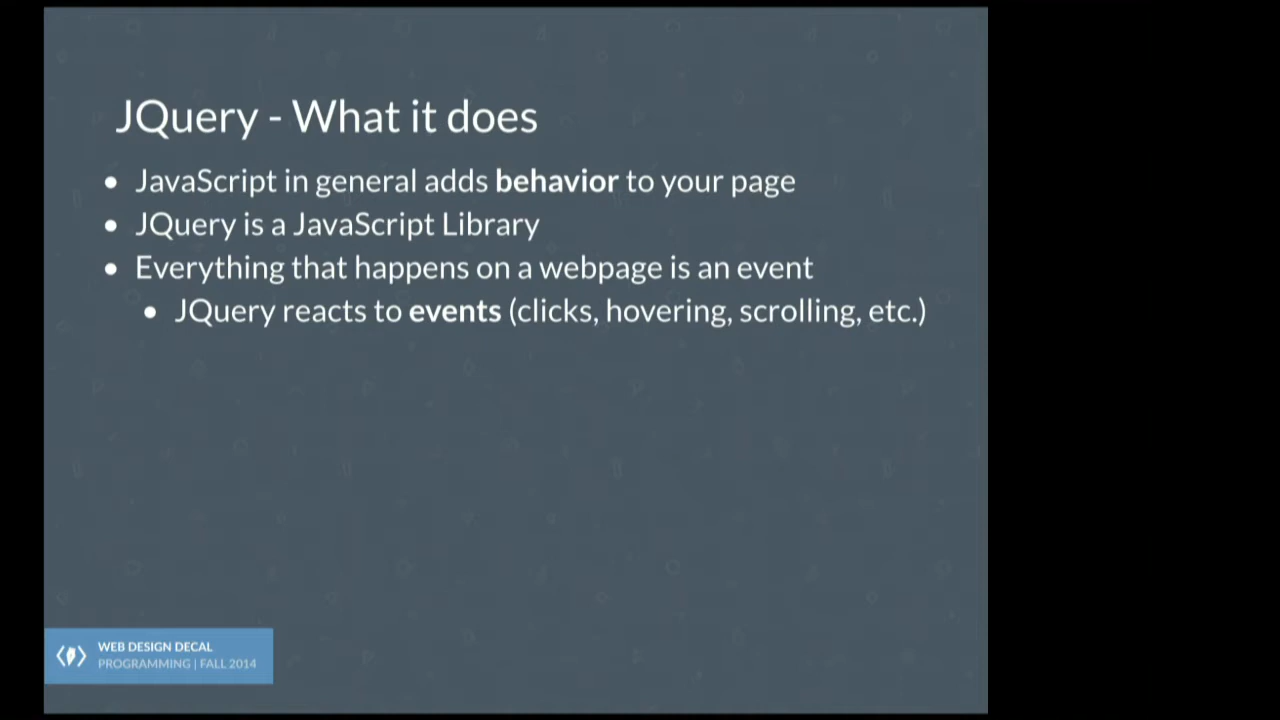 JQuery - What it does
• JavaScript in general adds behavior to your page
• JQuery is a JavaScript Library
• Everything that happens on a webpage is an event
• JQuery reacts to events (clicks, hovering, scrolling, etc.)
WEB DESIGN DECAL
PROGRAMMING | FALL 2014